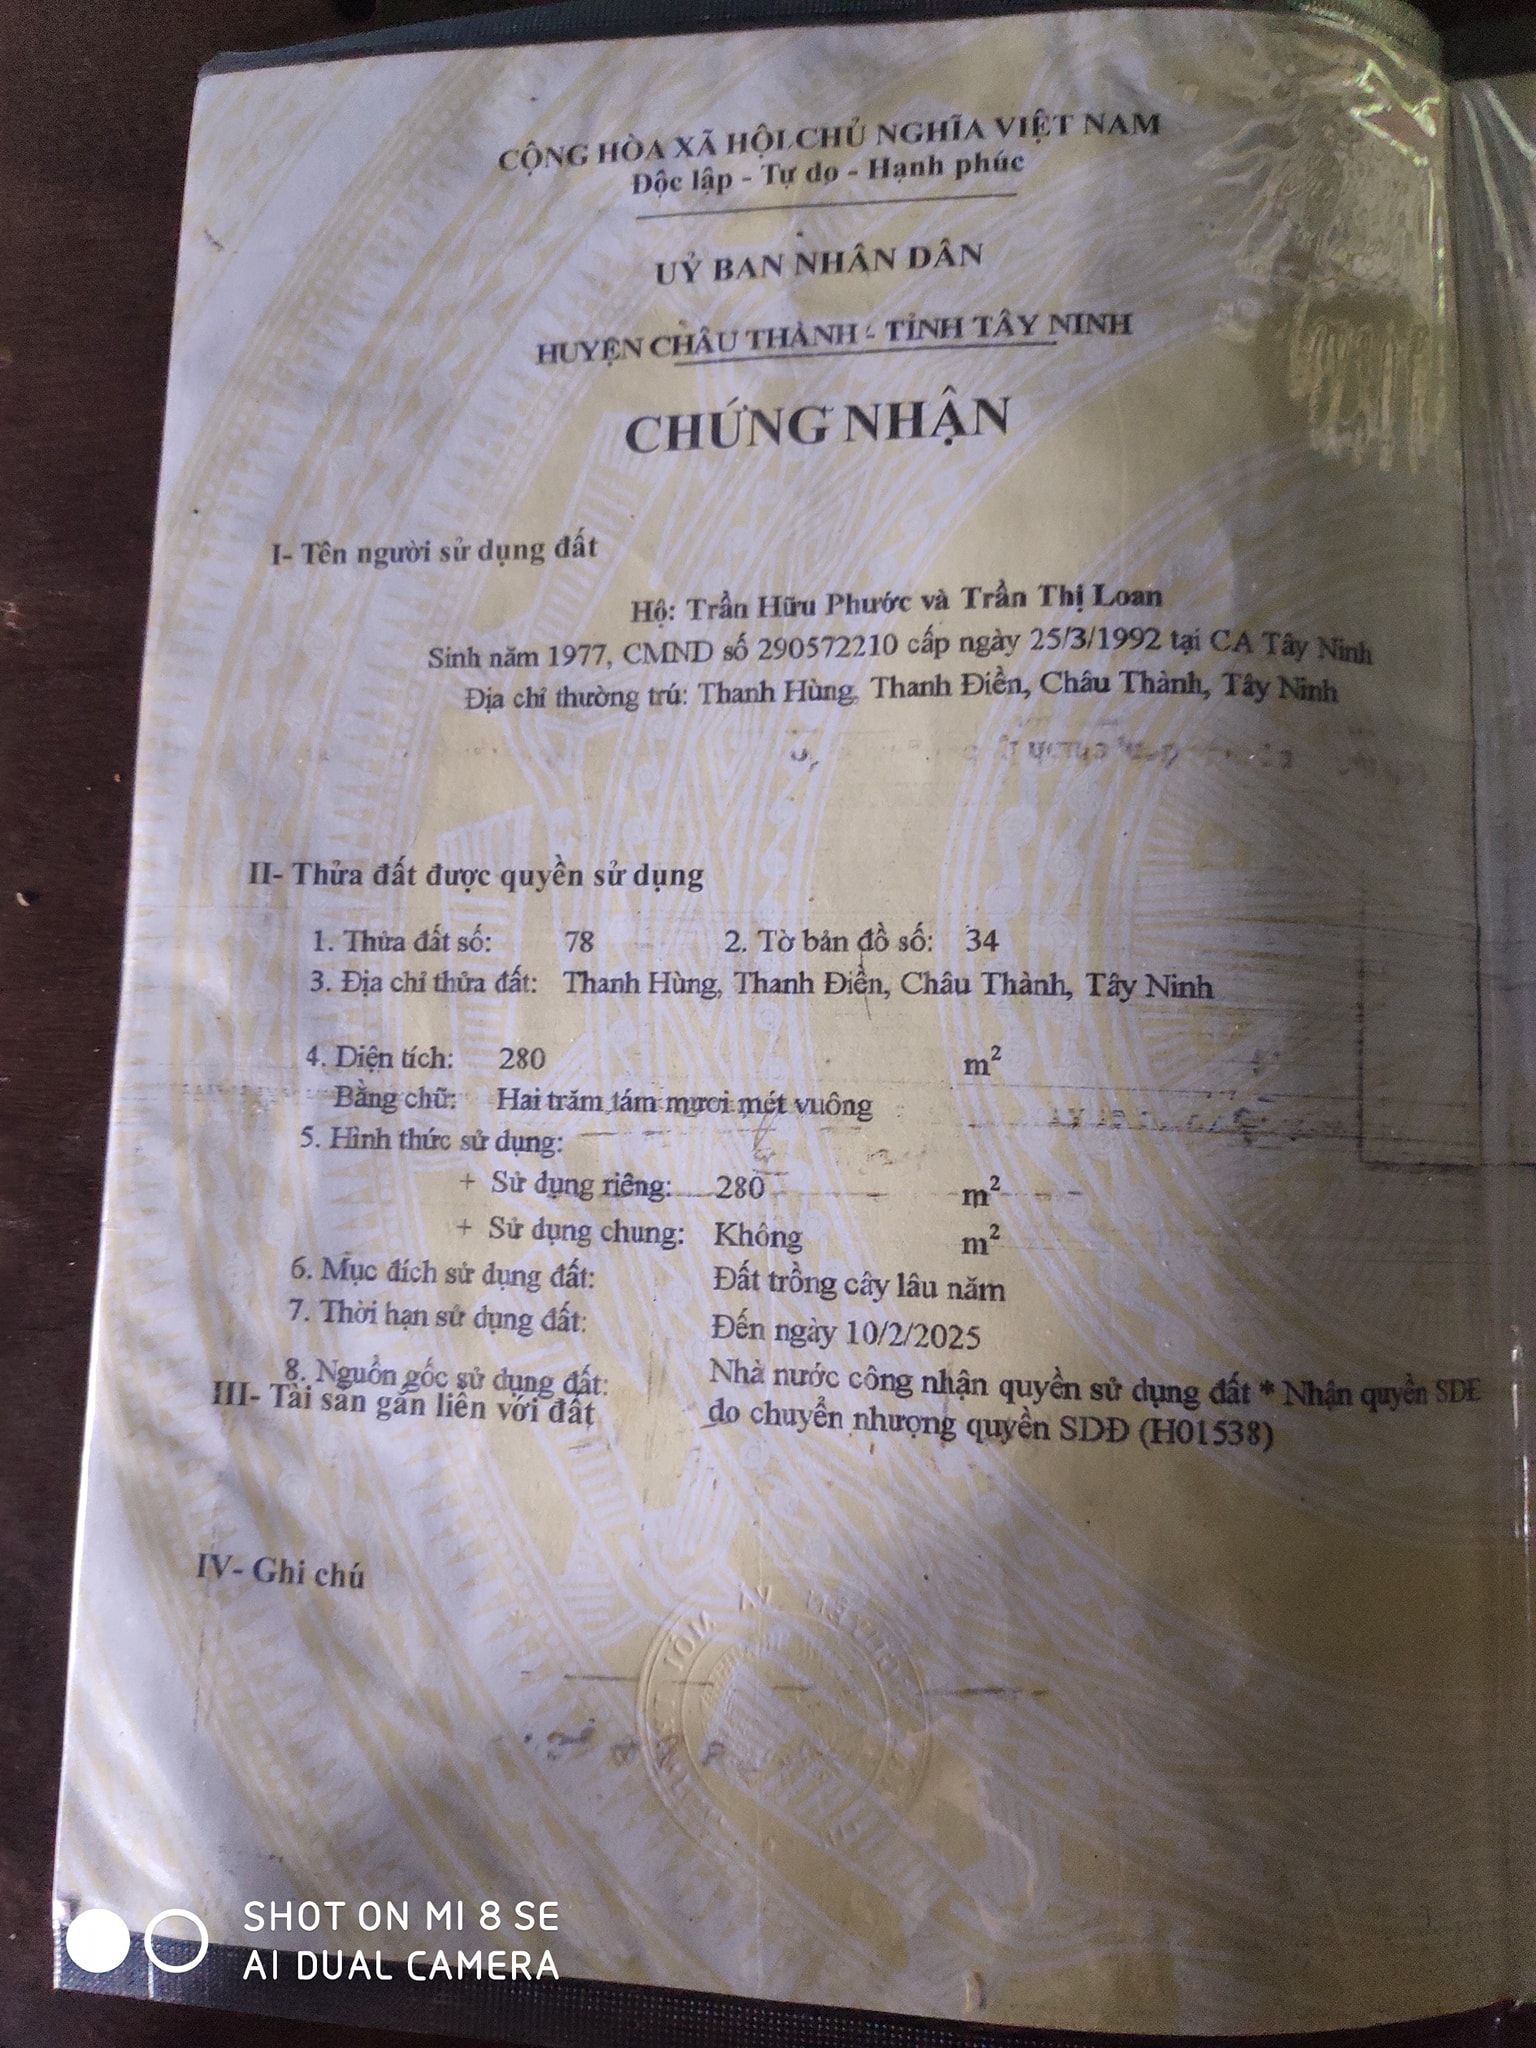 CỘNG HÒA XÃ HỘI CHỦ NGHĨA VIỆT NAM
Độc lập - Tự do - Hạnh phúc
UỶ BAN NHÂN DÂN
HUYỆN CHÂU THÀNH - TỈNH TÂY NINH
CHỨNG NHẬN
I- Tên người sử dụng đất
Hộ: Trần Hữu Phước và Trần Thị Loan
Sinh năm 1977, CMND số 290572210 cấp ngày 25/3/1992 tại CA Tây Ninh
Địa chỉ thường trú: Thanh Hùng, Thanh Điền, Châu Thành, Tây Ninh
II- Thửa đất được quyền sử dụng
1. Thửa đất số: 78 2. Tờ bản đồ số: 34
3. Địa chỉ thửa đất: Thanh Hùng, Thanh Điền, Châu Thành, Tây Ninh
4. Diện tích: 280 m²
Bằng chữ: Hai trăm tám mươi mét vuông
5. Hình thức sử dụng:
+ Sử dụng riêng: 280 m²
+ Sử dụng chung: Không m²
6. Mục đích sử dụng đất: Đất trồng cây lâu năm
7. Thời hạn sử dụng đất: Đến ngày 10/2/2025
8. Nguồn gốc sử dụng đất: Nhà nước công nhận quyền sử dụng đất * Nhận quyền SDĐ
III- Tài sản gắn liền với đất do chuyển nhượng quyền SDĐ (H01538)
IV- Ghi chú
SHOT ON MI 8 SE
AI DUAL CAMERA